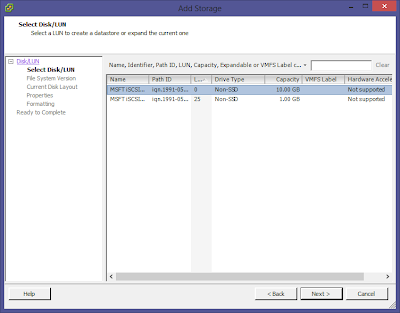 Add Storage
Select Disk/LUN
Select a LUN to create a datastore or expand the current one
Disk/LUN
Select Disk/LUN
File System Version
Current Disk Layout
Properties
Formatting
Ready to Complete
Name, Identifier, Path ID, LUN, Capacity, Expandable or VMFS Label c...
Clear
Name Path ID L... Drive Type Capacity VMFS Label Hardware Accele
MSFT iSCSI... iqn.1991-05... 0 Non-SSD 10.00 GB Not supported
MSFT iSCSI... iqn.1991-05... 25 Non-SSD 1.00 GB Not supported
Help
< Back
Next >
Cancel